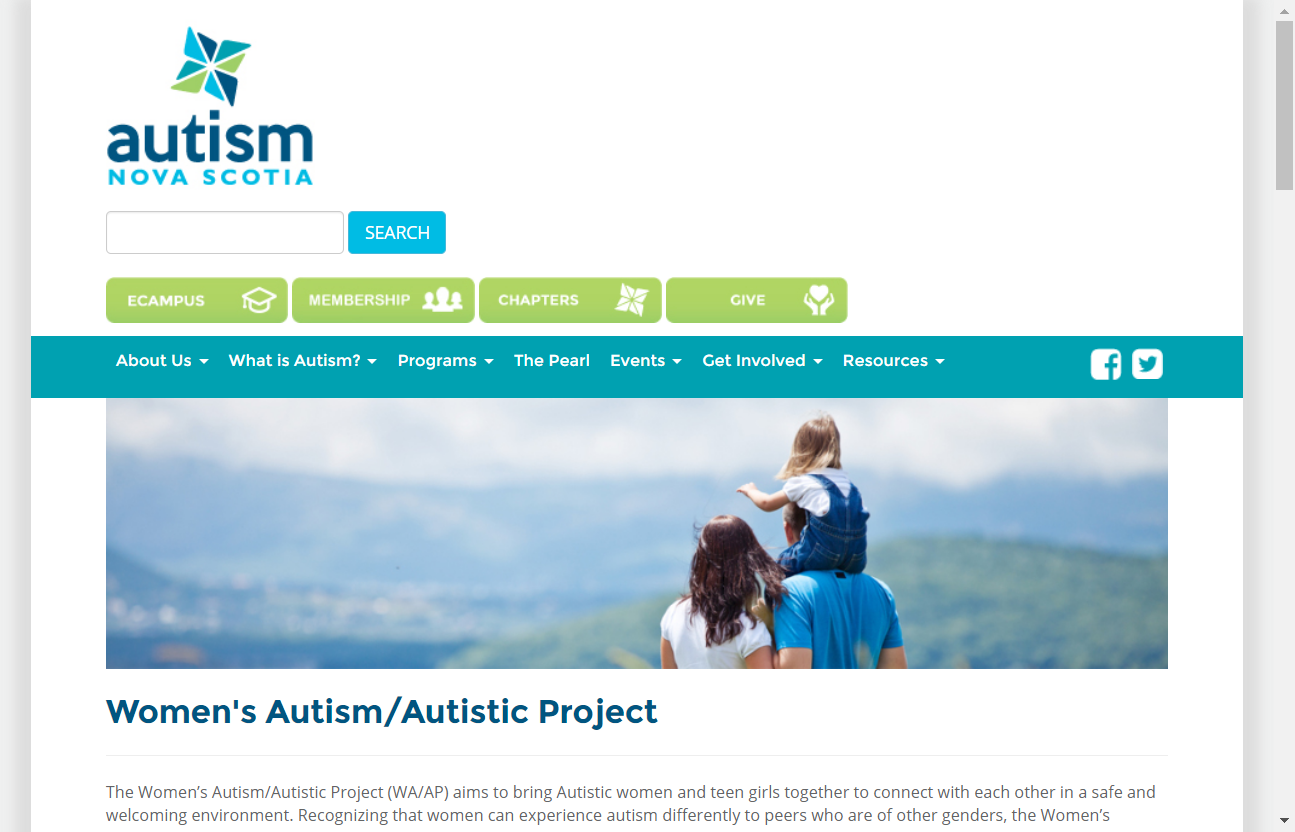 autism
NOVA SCOTIA
SEARCH
ECAMPUS MEMBERSHIP CHAPTERS GIVE
About Us What is Autism? Programs The Pearl Events Get Involved Resources
Women's Autism/Autistic Project
The Women’s Autism/Autistic Project (WA/AP) aims to bring Autistic women and teen girls together to connect with each other in a safe and
welcoming environment. Recognizing that women can experience autism differently to peers who are of other genders, the Women’s